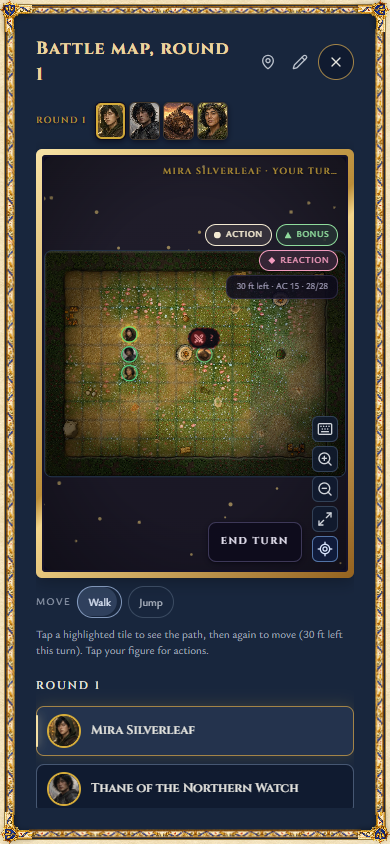 Battle map, round
1
ROUND 1
MIRA SILVERLEAF · YOUR TUR…
ACTION
BONUS
REACTION
30 ft left · AC 15 · 28/28
END TURN
MOVE
Walk
Jump
Tap a highlighted tile to see the path, then again to move (30 ft left
this turn). Tap your figure for actions.
ROUND 1
Mira Silverleaf
Thane of the Northern Watch